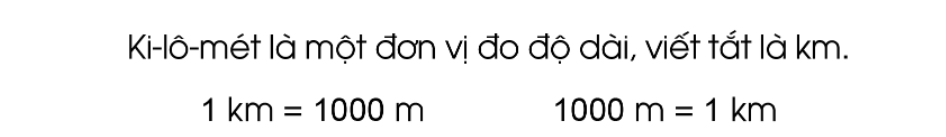 Ki-lô-mét là một đơn vị đo độ dài, viết tắt là km.
1 km = 1000 m 1000 m = 1 km